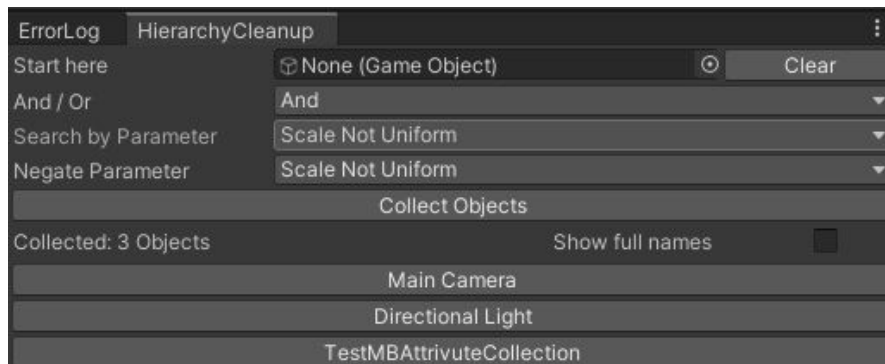 ErrorLog HierarchyCleanup
Start here None (Game Object) Clear
And / Or And
Search by Parameter Scale Not Uniform
Negate Parameter Scale Not Uniform
Collect Objects
Collected: 3 Objects Show full names
Main Camera
Directional Light
TestMBAttrivuteCollection